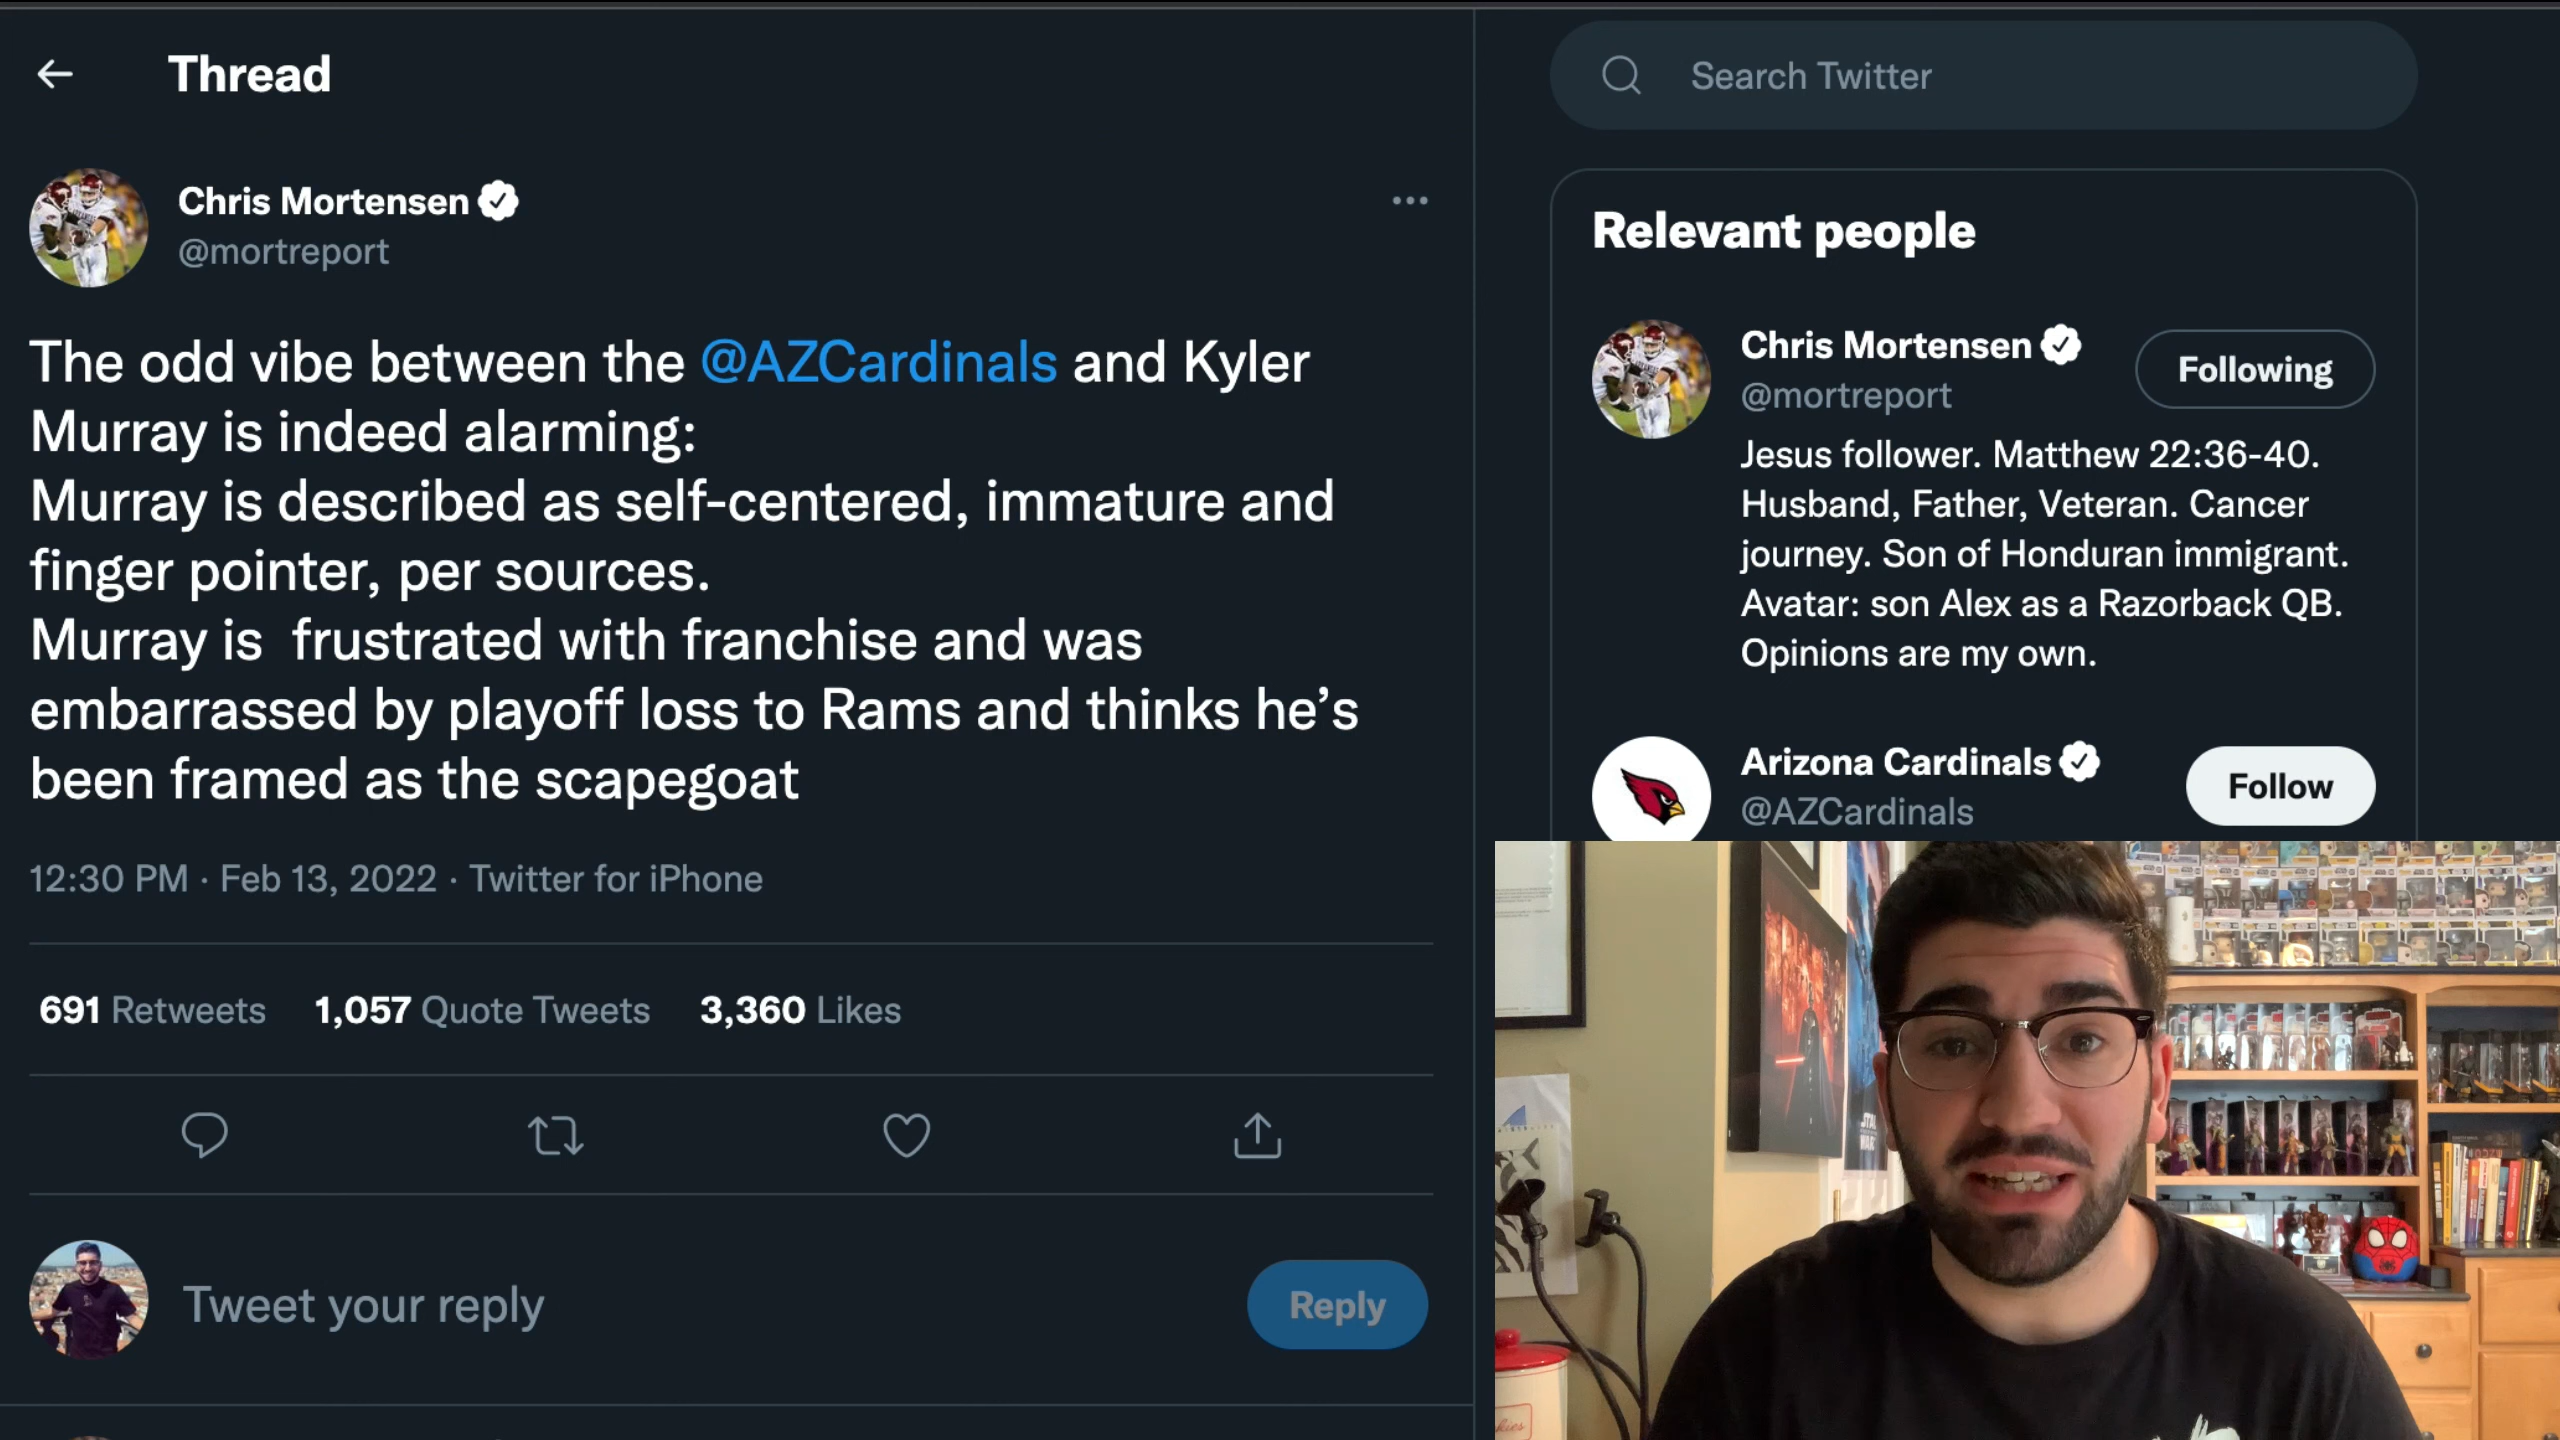 Thread
Search Twitter
Chris Mortensen
@mortreport
The odd vibe between the @AZCardinals and Kyler
Murray is indeed alarming:
Murray is described as self-centered, immature and
finger pointer, per sources.
Murray is  frustrated with franchise and was
embarrassed by playoff loss to Rams and thinks he’s
been framed as the scapegoat
12:30 PM · Feb 13, 2022 · Twitter for iPhone
691 Retweets 1,057 Quote Tweets 3,360 Likes
Tweet your reply
Reply
Relevant people
Chris Mortensen
@mortreport
Following
Jesus follower. Matthew 22:36-40.
Husband, Father, Veteran. Cancer
journey. Son of Honduran immigrant.
Avatar: son Alex as a Razorback QB.
Opinions are my own.
Arizona Cardinals
@AZCardinals
Follow
STAR
WARS